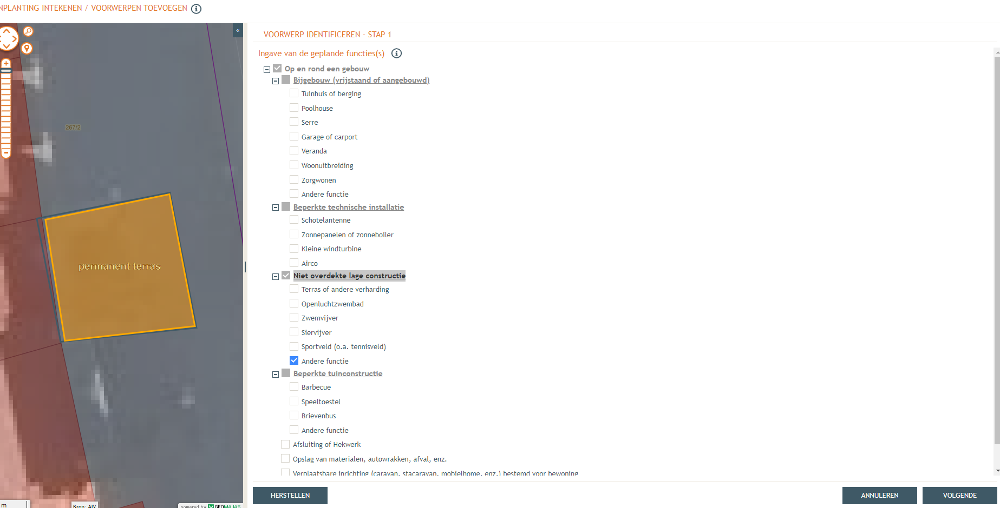 NPLANTING INTEKENEN / VOORWERPEN TOEVOEGEN
«
267/2
permanent terras
m
Bron: AIV
powered by GEOMAJAS
VOORWERP IDENTIFICEREN - STAP 1
Ingave van de geplande functies(s)
Op en rond een gebouw
Bijgebouw (vrijstaand of aangebouwd)
Tuinhuis of berging
Poolhouse
Serre
Garage of carport
Veranda
Woonuitbreiding
Zorgwonen
Andere functie
Beperkte technische installatie
Schotelantenne
Zonnepanelen of zonneboiler
Kleine windturbine
Airco
Niet overdekte lage constructie
Terras of andere verharding
Openluchtzwembad
Zwemvijver
Siervijver
Sportveld (o.a. tennisveld)
Andere functie
Beperkte tuinconstructie
Barbecue
Speeltoestel
Brievenbus
Andere functie
Afsluiting of Hekwerk
Opslag van materialen, autowrakken, afval, enz.
Verplaatsbare inrichting (caravan, stacaravan, mobielhome, enz.) bestemd voor bewoning
HERSTELLEN
ANNULEREN
VOLGENDE